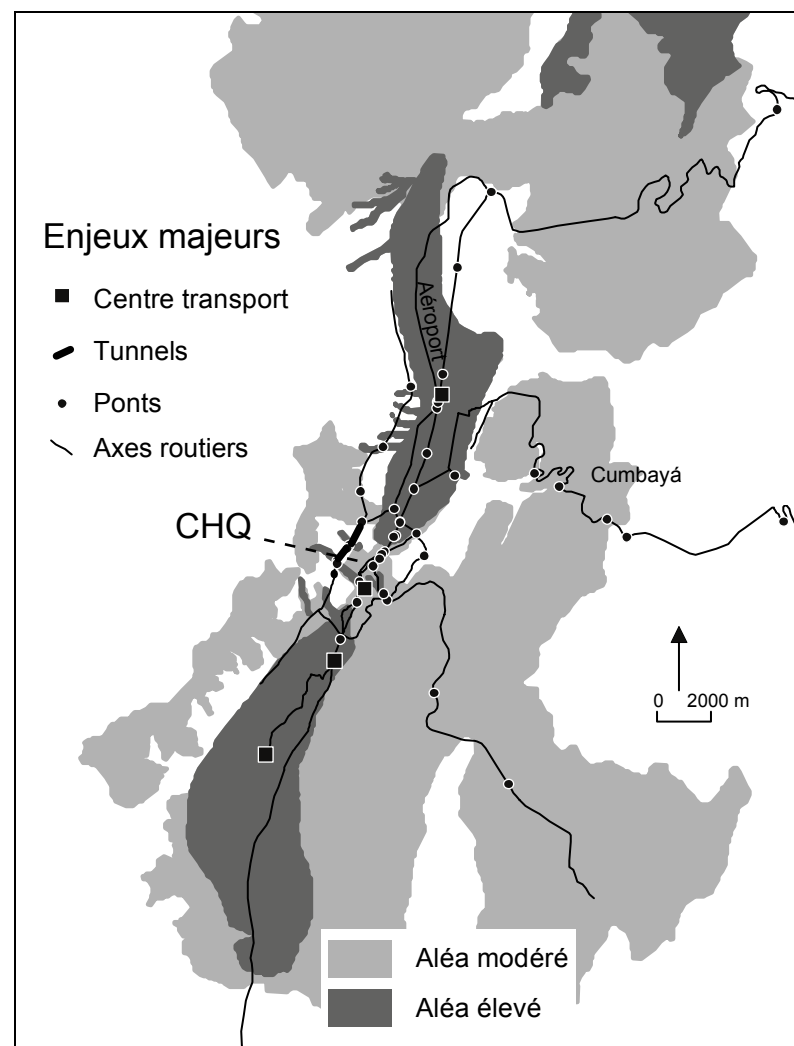 Enjeux majeurs
Centre transport
Tunnels
Ponts
Axes routiers
Aéroport
Cumbayá
CHQ
0 2000 m
Aléa modéré
Aléa élevé